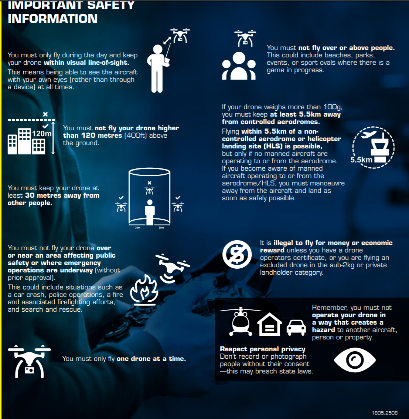 IMPORTANT SAFETY
INFORMATION
You must only fly during the day and keep
your drone within visual line-of-sight.
This means being able to see the aircraft
with your own eyes (rather than through
a device) at all times.
120m
You must not fly your drone higher
than 120 metres (400ft) above
the ground.
You must keep your drone at
least 30 metres away from
other people.
You must not fly your drone over
or near an area affecting public
safety or where emergency
operations are underway (without
prior approval).
This could include situations such as
a car crash, police operations, a fire
and associated firefighting efforts,
and search and rescue.
You must only fly one drone at a time.
You must not fly over or above people.
This could include beaches, parks,
events, or sport ovals where there is a
game in progress.
If your drone weighs more than 100g,
you must keep at least 5.5km away
from controlled aerodromes.
Flying within 5.5km of a non-
controlled aerodrome or helicopter
landing site (HLS) is possible,
but only if no manned aircraft are
operating to or from the aerodrome.
If you become aware of manned
aircraft operating to or from the
aerodrome/HLS, you must manoeuvre
away from the aircraft and land as
soon as safely possible.
5.5km
It is illegal to fly for money or economic
reward unless you have a drone
operators certificate, or you are flying an
excluded drone in the sub-2kg or private
landholder category.
Remember, you must not
operate your drone in
a way that creates a
hazard to another aircraft,
person or property.
Respect personal privacy
Don't record or photograph
people without their consent
—this may breach state laws.